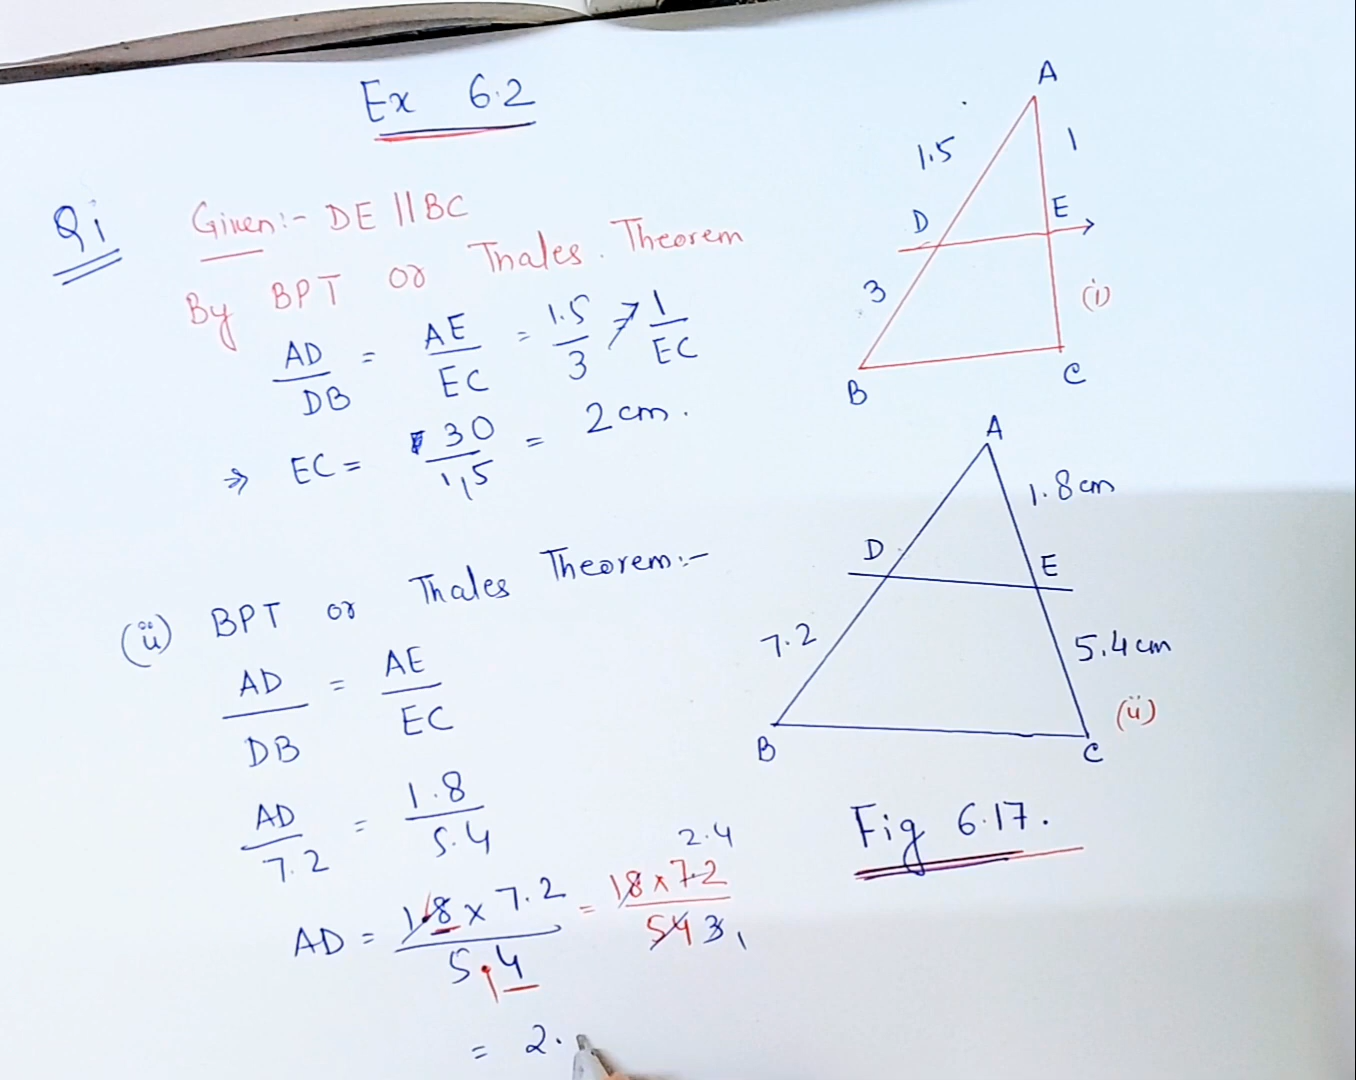 Ex 6.2
Qi Given:- DE || BC
By BPT or Thales. Theorem
AD/DB = AE/EC = 1.5/3 ⇒ 1/EC
⇒ EC = 30/1,5 = 2 cm.
A
1.5
1
D
E
3
(i)
B
C
(ii) BPT or Thales Theorem:-
AD/DB = AE/EC
AD/7.2 = 1.8/5.4
2.4
AD = 1.8 x 7.2/5.4 = 18 x 7.2/54 3 1
= 2.
A
1.8 cm
D
E
7.2
5.4 cm
(ii)
B
C
Fig 6.17.